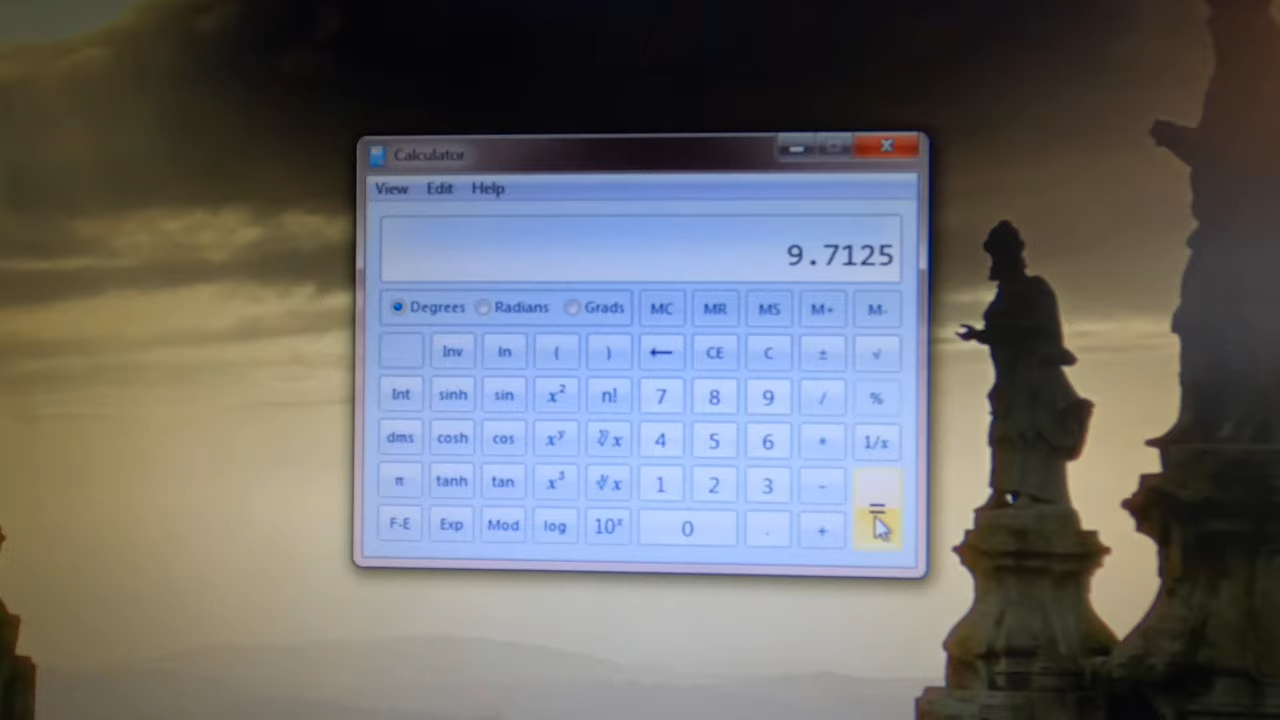 Calculator
View Edit Help
9.7125
Degrees Radians Grads MC MR MS M+ M-
Inv ln ( ) ← CE C ± √
Int sinh sin x² n! 7 8 9 / %
dms cosh cos xʸ ʸ√x 4 5 6 * 1/x
π tanh tan x³ ³√x 1 2 3 - =
F-E Exp Mod log 10ˣ 0 . +